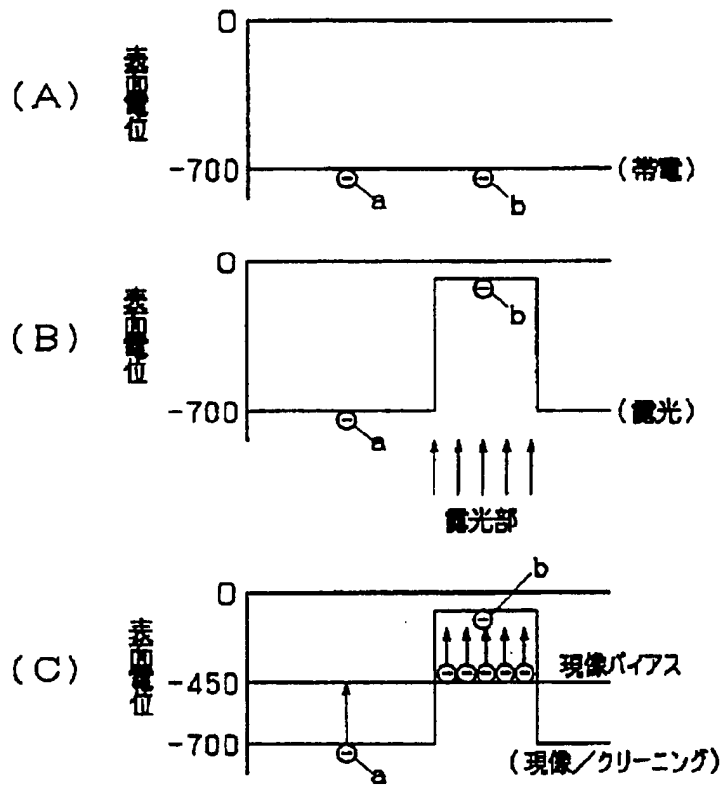 (A)
表面電位
0
-700
a
b
(帯電)
(B)
表面電位
0
-700
b
a
(露光)
露光部
(C)
表面電位
0
b
-450
現像バイアス
-700
a
(現像/クリーニング)